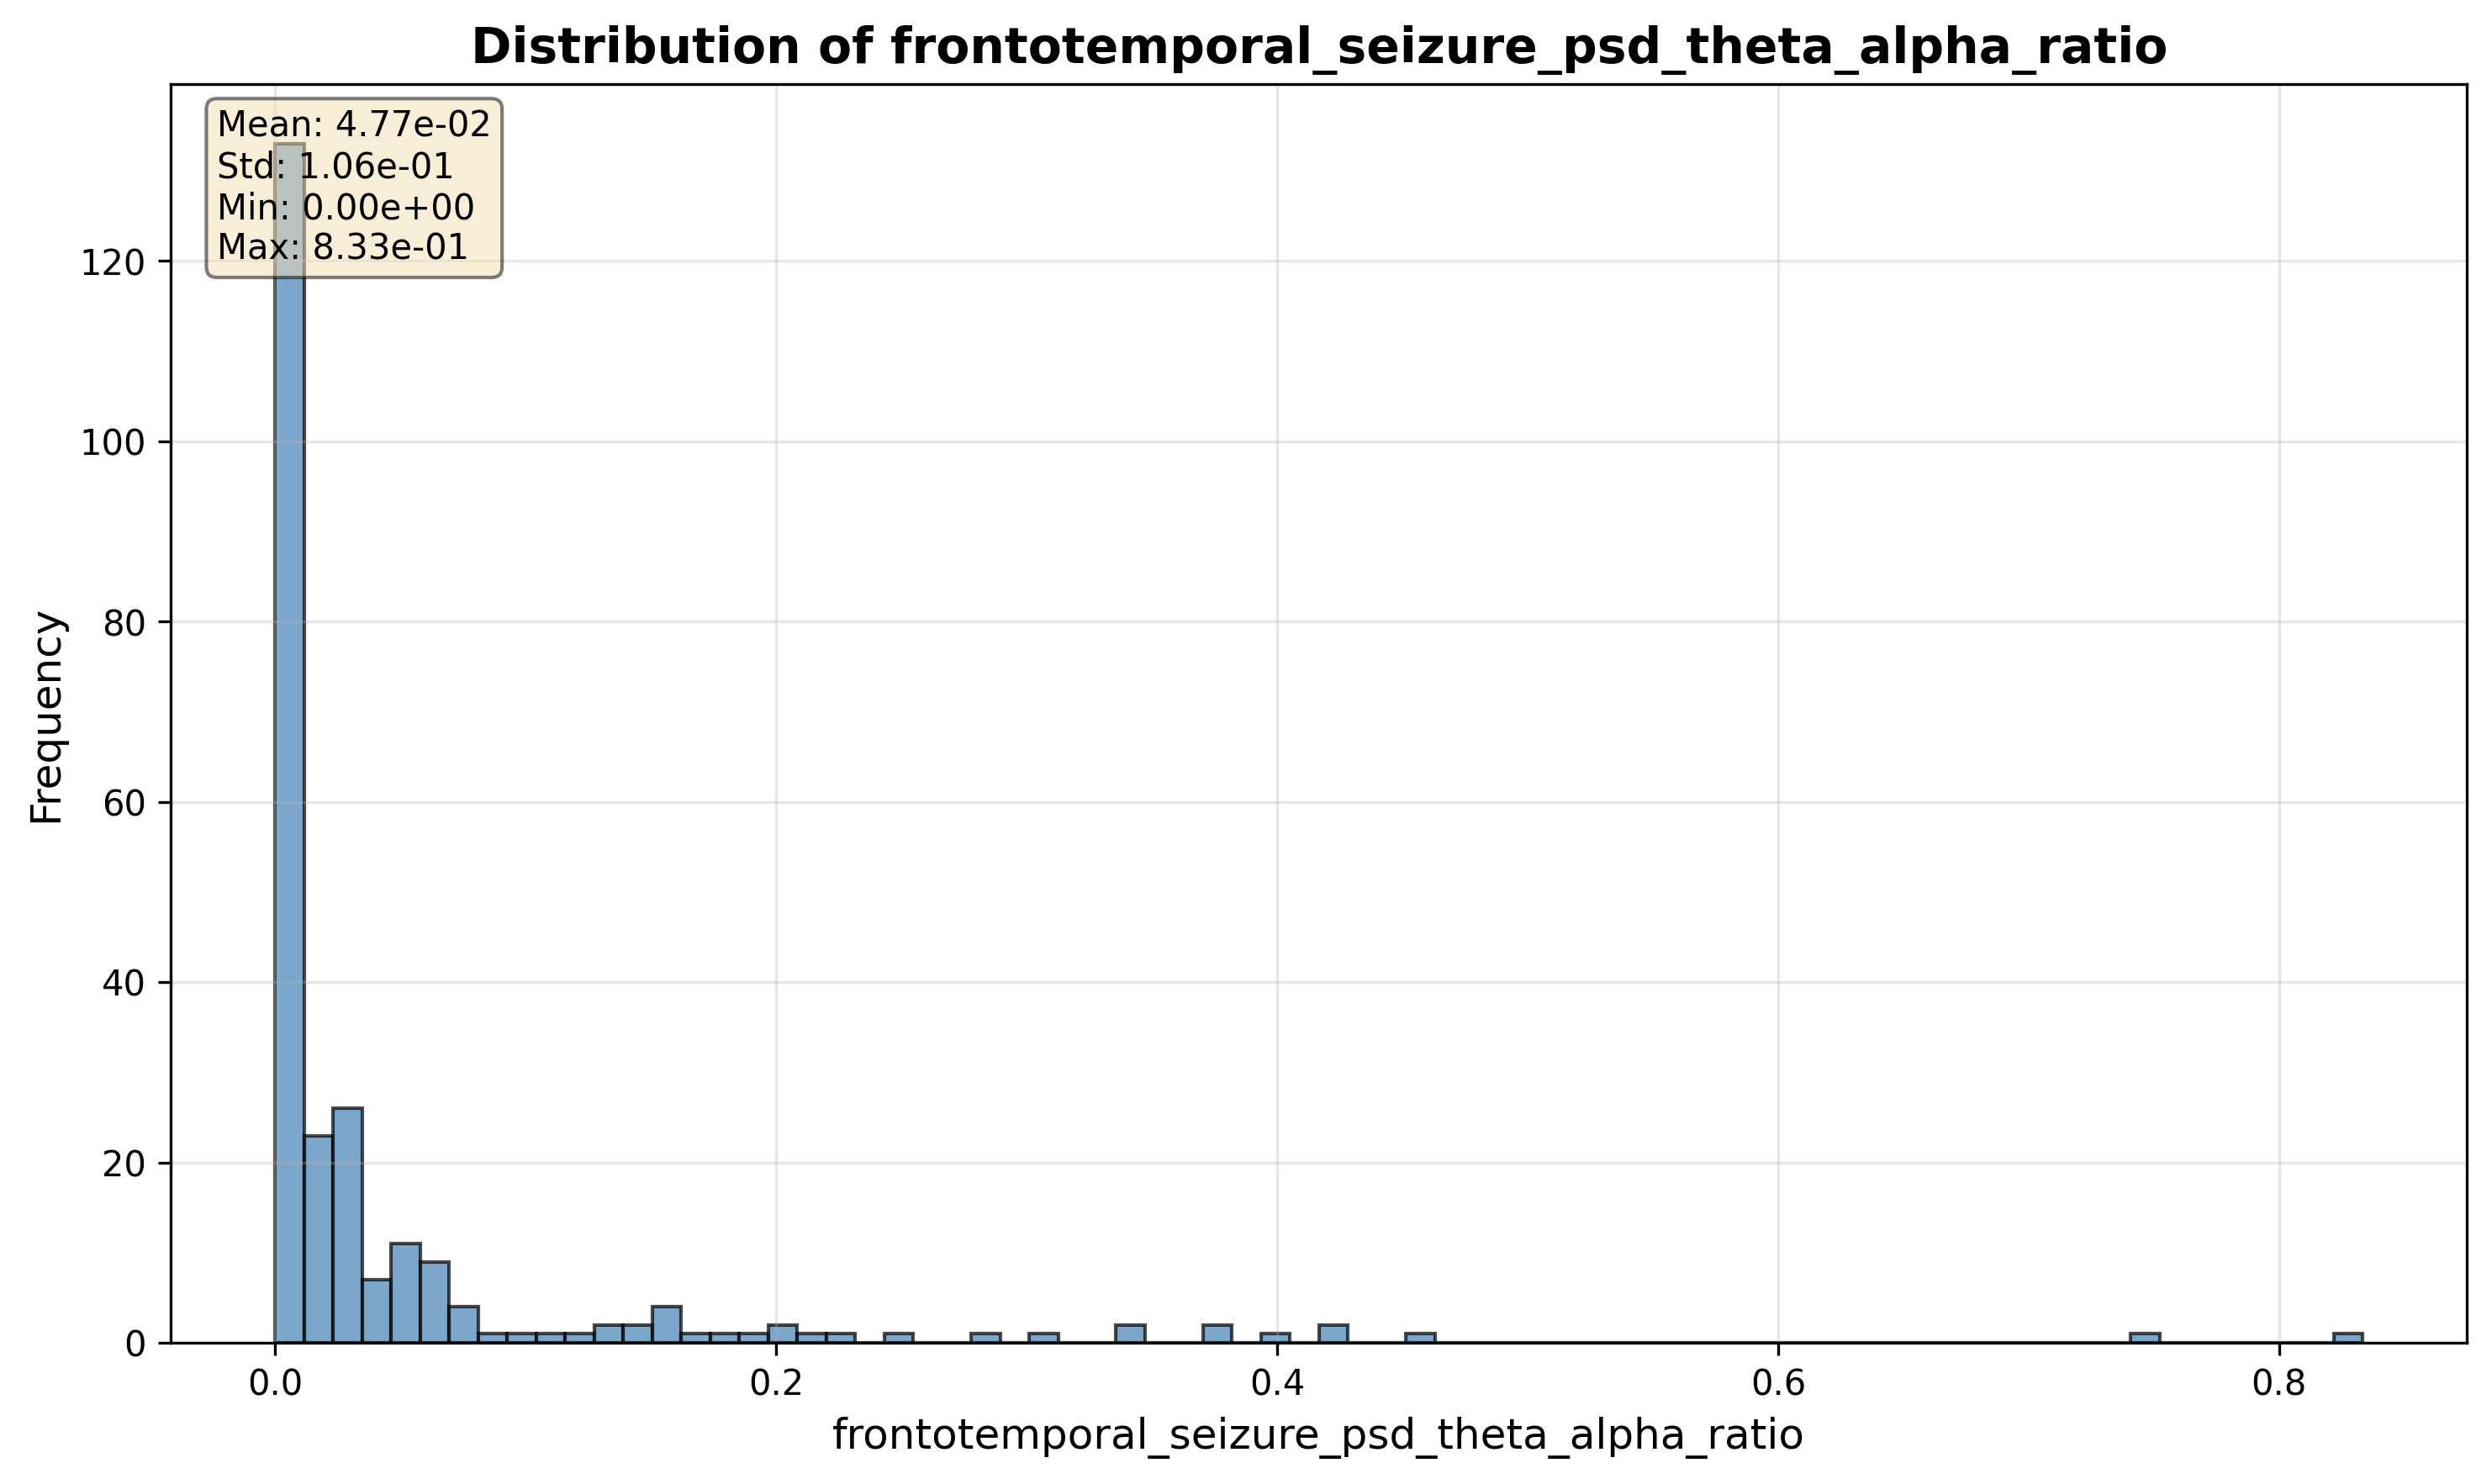 Distribution of frontotemporal_seizure_psd_theta_alpha_ratio
Mean: 4.77e-02
Std: 1.06e-01
Min: 0.00e+00
Max: 8.33e-01
Frequency
120
100
80
60
40
20
0
0.0 0.2 0.4 0.6 0.8
frontotemporal_seizure_psd_theta_alpha_ratio